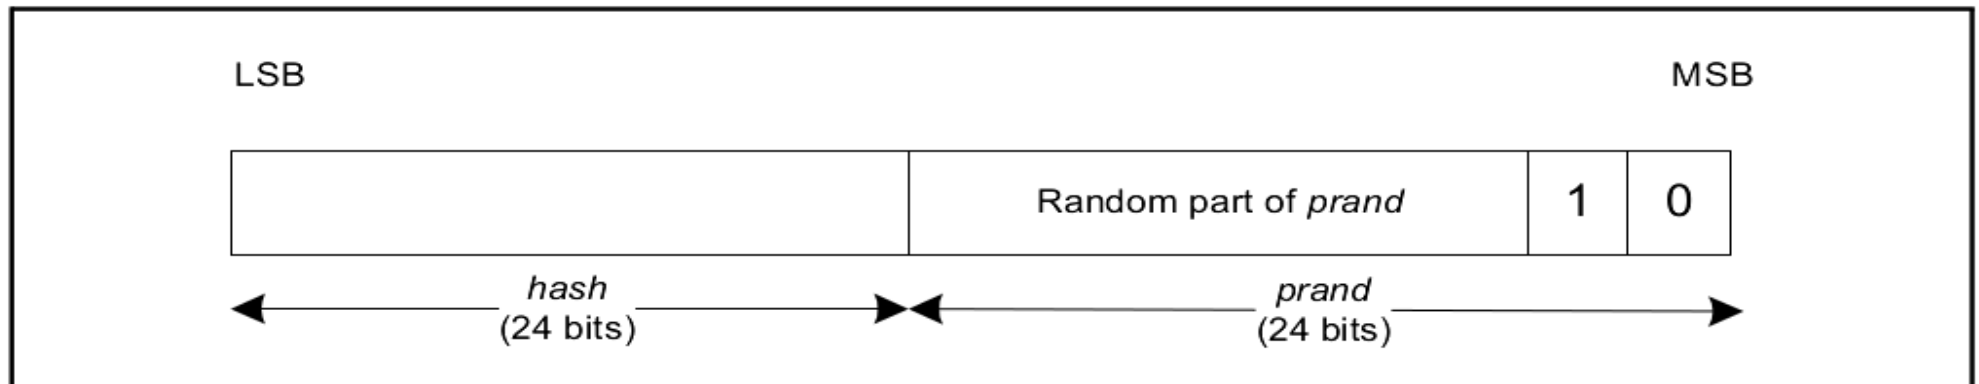 LSB MSB
Random part of prand 1 0
hash prand
(24 bits) (24 bits)